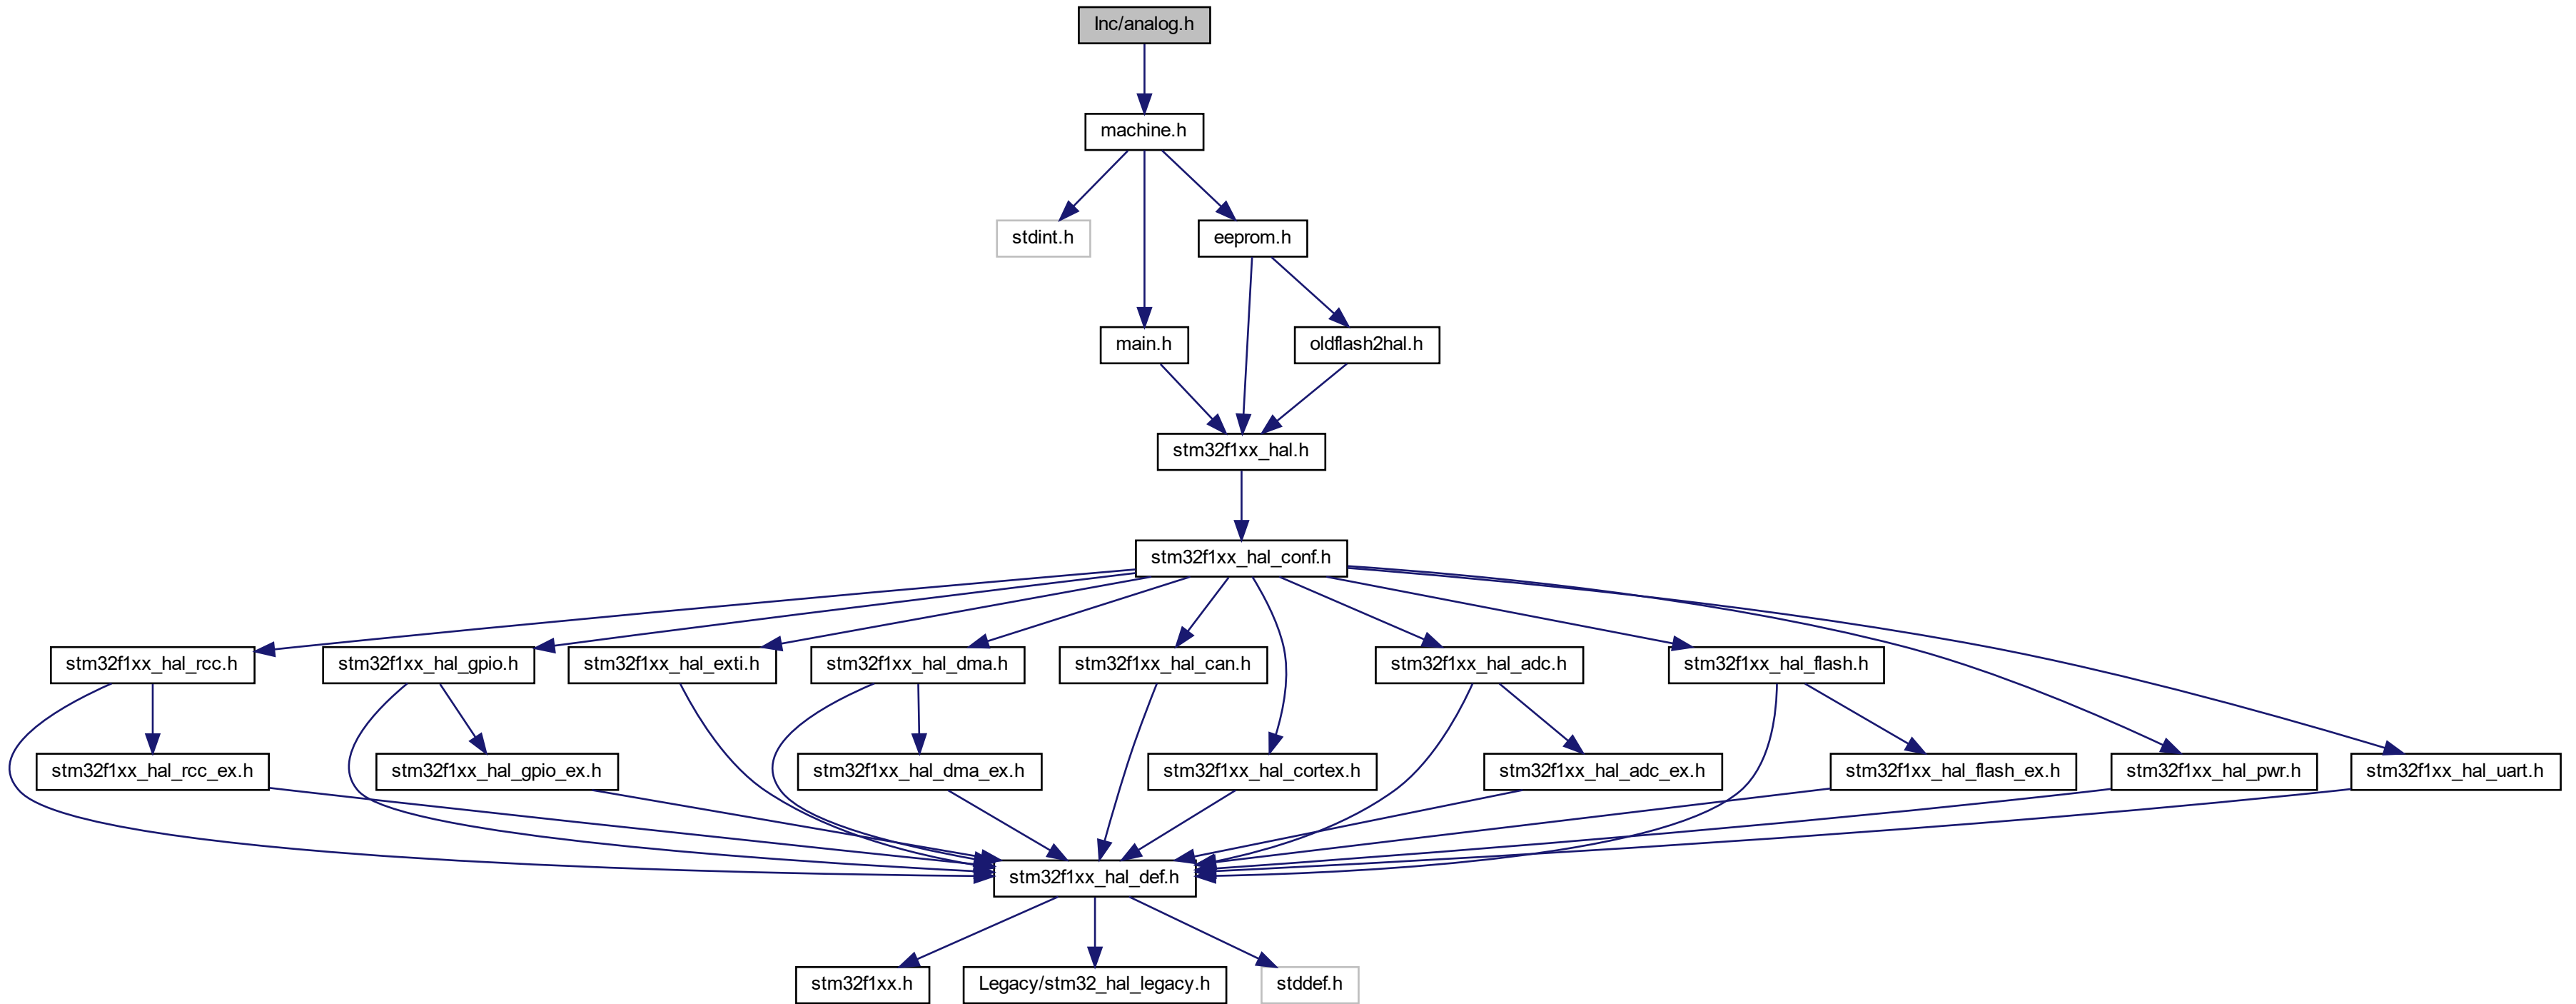 Inc/analog.h
machine.h
stdint.h
eeprom.h
main.h
oldflash2hal.h
stm32f1xx_hal.h
stm32f1xx_hal_conf.h
stm32f1xx_hal_rcc.h
stm32f1xx_hal_gpio.h
stm32f1xx_hal_exti.h
stm32f1xx_hal_dma.h
stm32f1xx_hal_can.h
stm32f1xx_hal_adc.h
stm32f1xx_hal_flash.h
stm32f1xx_hal_rcc_ex.h
stm32f1xx_hal_gpio_ex.h
stm32f1xx_hal_dma_ex.h
stm32f1xx_hal_cortex.h
stm32f1xx_hal_adc_ex.h
stm32f1xx_hal_flash_ex.h
stm32f1xx_hal_pwr.h
stm32f1xx_hal_uart.h
stm32f1xx_hal_def.h
stm32f1xx.h
Legacy/stm32_hal_legacy.h
stddef.h